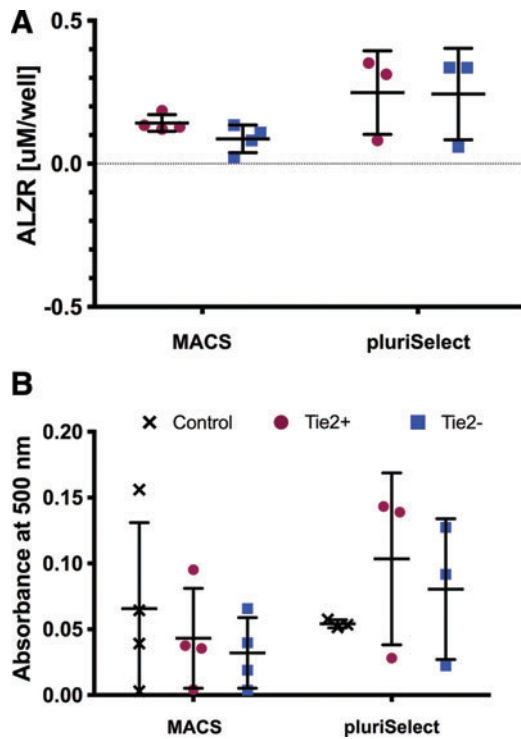 A
ALZR [uM/well]
0.5
0.0
-0.5
MACS pluriSelect
B
Control Tie2+ Tie2-
Absorbance at 500 nm
0.20
0.15
0.10
0.05
0.00
MACS pluriSelect